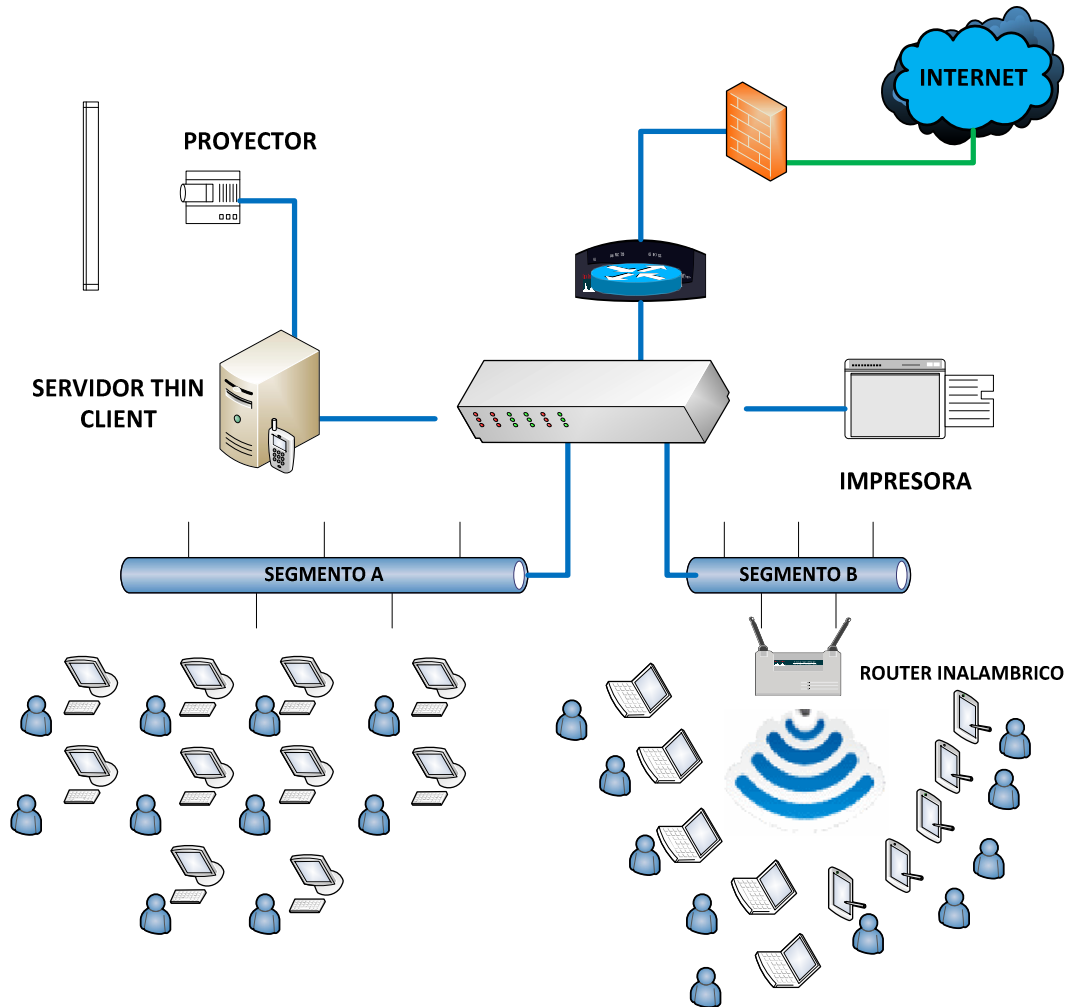 INTERNET
PROYECTOR
SERVIDOR THIN
CLIENT
IMPRESORA
SEGMENTO A
SEGMENTO B
ROUTER INALAMBRICO